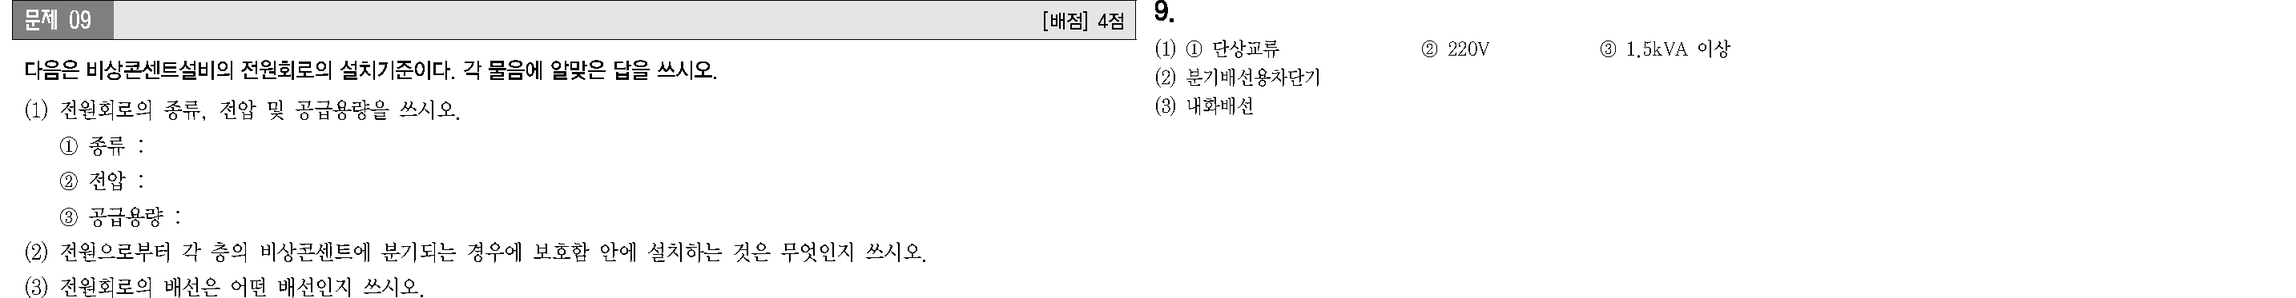 문제 09
[배점] 4점
다음은 비상콘센트설비의 전원회로의 설치기준이다. 각 물음에 알맞은 답을 쓰시오.
(1) 전원회로의 종류, 전압 및 공급용량을 쓰시오.
① 종류 :
② 전압 :
③ 공급용량 :
(2) 전원으로부터 각 층의 비상콘센트에 분기되는 경우에 보호함 안에 설치하는 것은 무엇인지 쓰시오.
(3) 전원회로의 배선은 어떤 배선인지 쓰시오.
9.
(1) ① 단상교류 ② 220V ③ 1.5kVA 이상
(2) 분기배선용차단기
(3) 내화배선